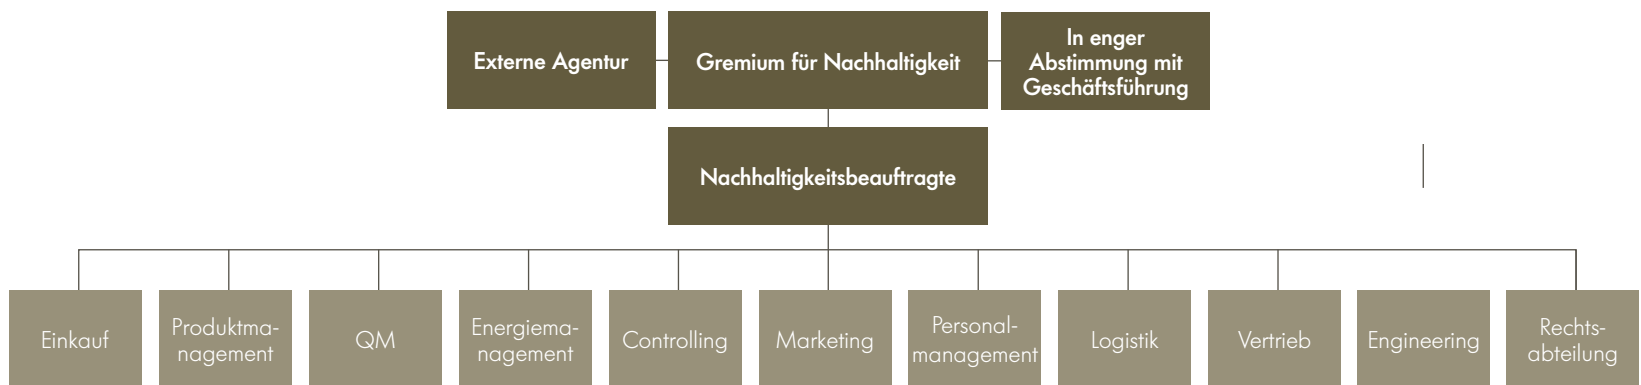 Externe Agentur
Gremium für Nachhaltigkeit
In enger
Abstimmung mit
Geschäftsführung
Nachhaltigkeitsbeauftragte
Einkauf
Produktma-
nagement
QM
Energiema-
nagement
Controlling
Marketing
Personal-
management
Logistik
Vertrieb
Engineering
Rechts-
abteilung